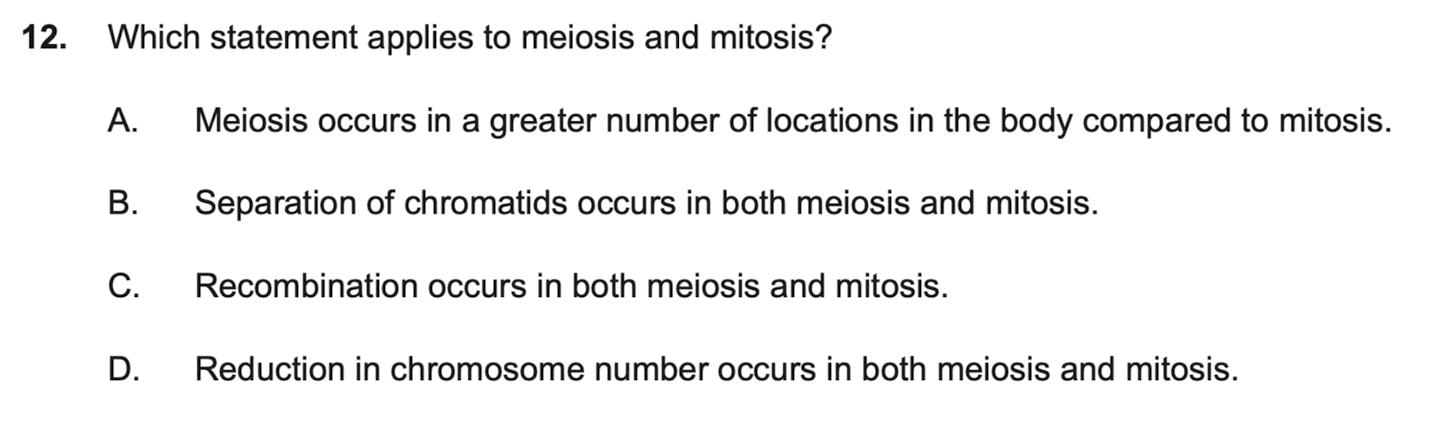 12. Which statement applies to meiosis and mitosis?
A. Meiosis occurs in a greater number of locations in the body compared to mitosis.
B. Separation of chromatids occurs in both meiosis and mitosis.
C. Recombination occurs in both meiosis and mitosis.
D. Reduction in chromosome number occurs in both meiosis and mitosis.